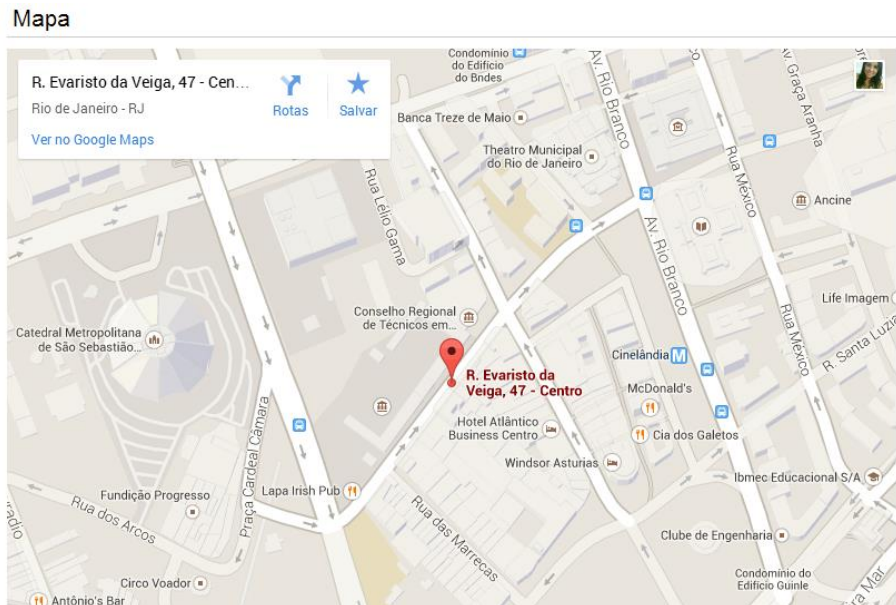 Mapa
R. Evaristo da Veiga, 47 - Cen...
Rio de Janeiro - RJ
Ver no Google Maps
Rotas
Salvar
Condomínio
do Edificio
do Bndes
Av. Rio Branco
Av. Graça Aranha
Banca Treze de Maio
Theatro Municipal
do Rio de Janeiro
Rua México
Rua Lélio Gama
Ancine
Av. Rio Branco
Conselho Regional
de Técnicos em...
Life Imagem
Catedral Metropolitana
de São Sebastião...
Cinelândia
M
Rua México
R. Santa Luzia
R. Evaristo da
Veiga, 47 - Centro
McDonald's
Hotel Atlântico
Business Centro
Cia dos Galetos
Windsor Asturias
Praça Cardeal Câmara
Ibmec Educacional S/A
Fundição Progresso
Lapa Irish Pub
Rua dos Arcos
Rua das Marrecas
Clube de Engenharia
Circo Voador
Condomínio do
Edificio Guinle
Antônio's Bar
Mar